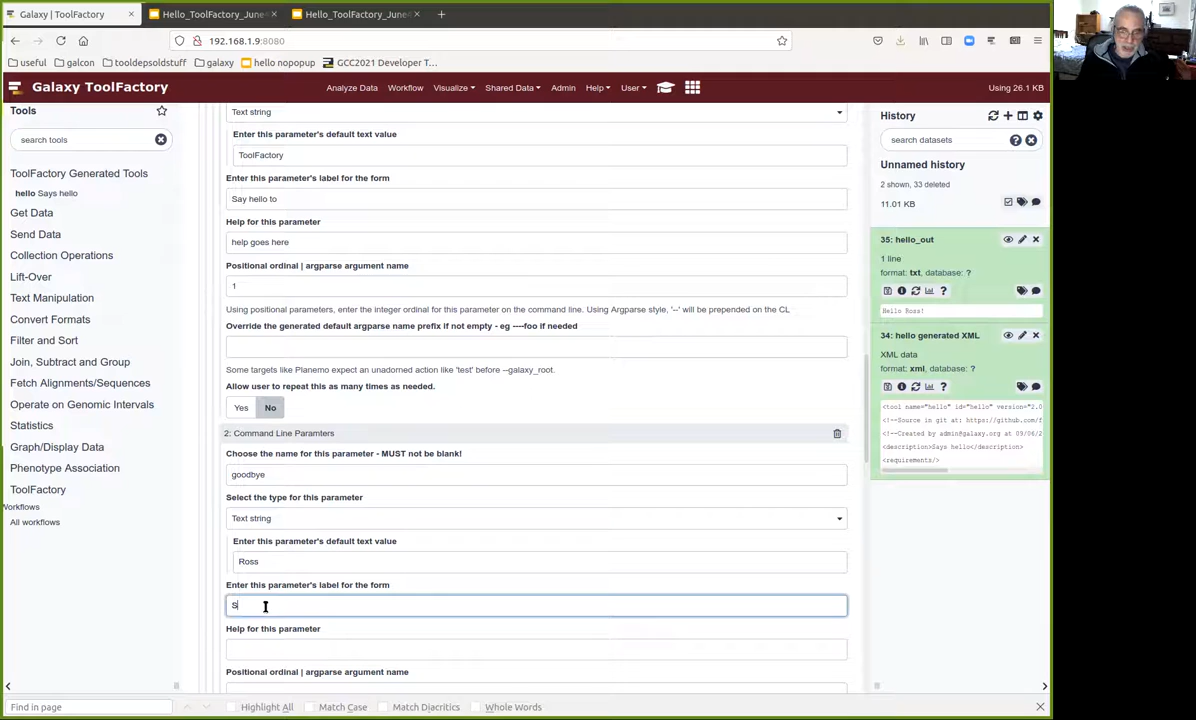 Galaxy | ToolFactory
Hello_ToolFactory_June
Hello_ToolFactory_June
192.168.1.9:8080
useful
galcon
tooldepsoldstuff
galaxy
hello nopopup
GCC2021 Developer T...
Galaxy ToolFactory
Analyze Data
Workflow
Visualize
Shared Data
Admin
Help
User
Using 26.1 KB
Tools
search tools
ToolFactory Generated Tools
hello Says hello
Get Data
Send Data
Collection Operations
Lift-Over
Text Manipulation
Convert Formats
Filter and Sort
Join, Subtract and Group
Fetch Alignments/Sequences
Operate on Genomic Intervals
Statistics
Graph/Display Data
Phenotype Association
ToolFactory
Workflows
All workflows
Text string
Enter this parameter's default text value
ToolFactory
Enter this parameter's label for the form
Say hello to
Help for this parameter
help goes here
Positional ordinal | argparse argument name
1
Using positional parameters, enter the integer ordinal for this parameter on the command line. Using Argparse style, '--' will be prepended on the CL
Override the generated default argparse name prefix if not empty - eg ----foo if needed
Some targets like Planemo expect an unadorned action like 'test' before --galaxy_root.
Allow user to repeat this as many times as needed.
Yes
No
2: Command Line Paramters
Choose the name for this parameter - MUST not be blank!
goodbye
Select the type for this parameter
Text string
Enter this parameter's default text value
Ross
Enter this parameter's label for the form
S
Help for this parameter
Positional ordinal | argparse argument name
History
search datasets
Unnamed history
2 shown, 33 deleted
11.01 KB
35: hello_out
1 line
format: txt, database: ?
Hello Ross!
34: hello generated XML
XML data
format: xml, database: ?
<tool name="hello" id="hello" version="2.0
<!--Source in git at: https://github.com/f
<!--Created by admin@galaxy.org at 09/06/2
<description>Says hello</description>
<requirements/>
Find in page
Highlight All
Match Case
Match Diacritics
Whole Words